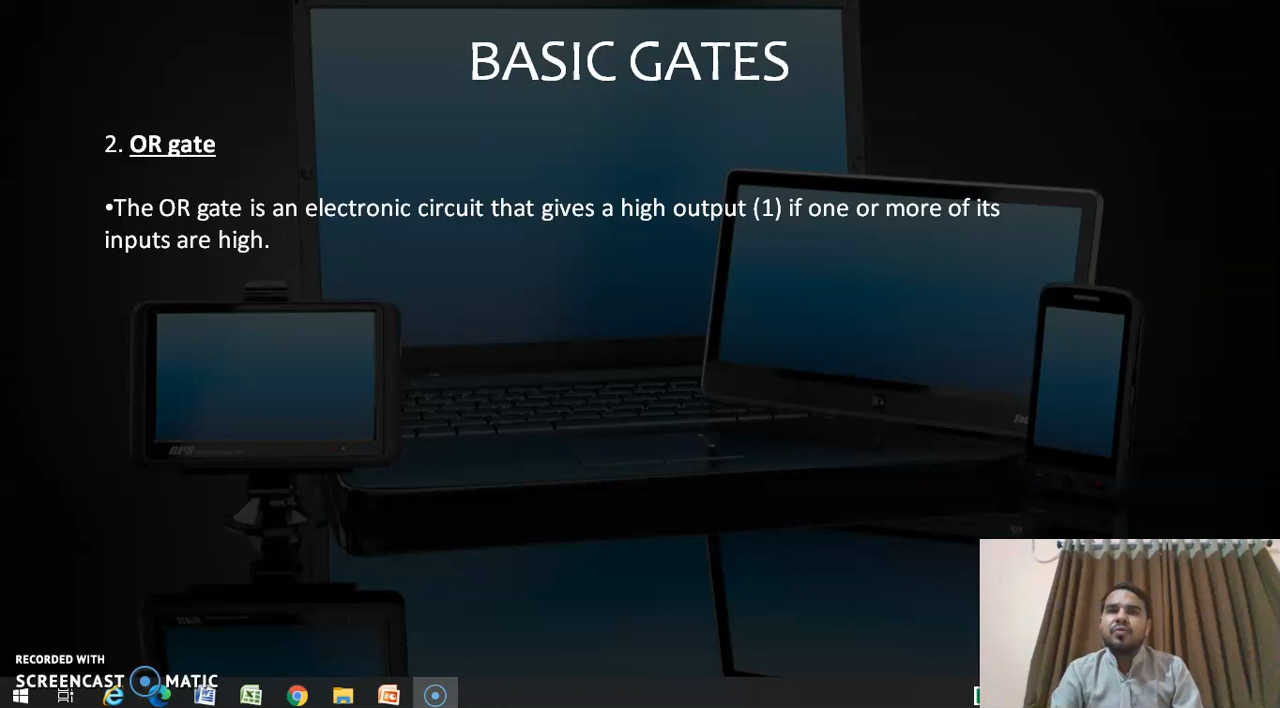 BASIC GATES
2. OR gate
•The OR gate is an electronic circuit that gives a high output (1) if one or more of its
inputs are high.
GPS
RECORDED WITH
SCREENCAST MATIC